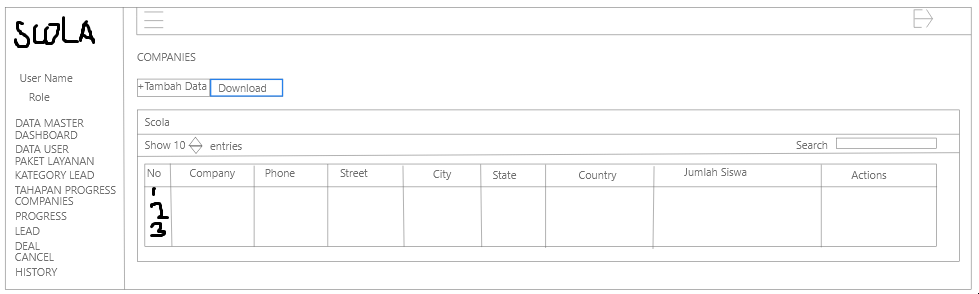 SCOLA
User Name
Role
DATA MASTER
DASHBOARD
DATA USER
PAKET LAYANAN
KATEGORY LEAD
TAHAPAN PROGRESS
COMPANIES
PROGRESS
LEAD
DEAL
CANCEL
HISTORY
COMPANIES
+Tambah Data Download
Scola
Show 10 entries Search
No Company Phone Street City State Country Jumlah Siswa Actions
1
2
3